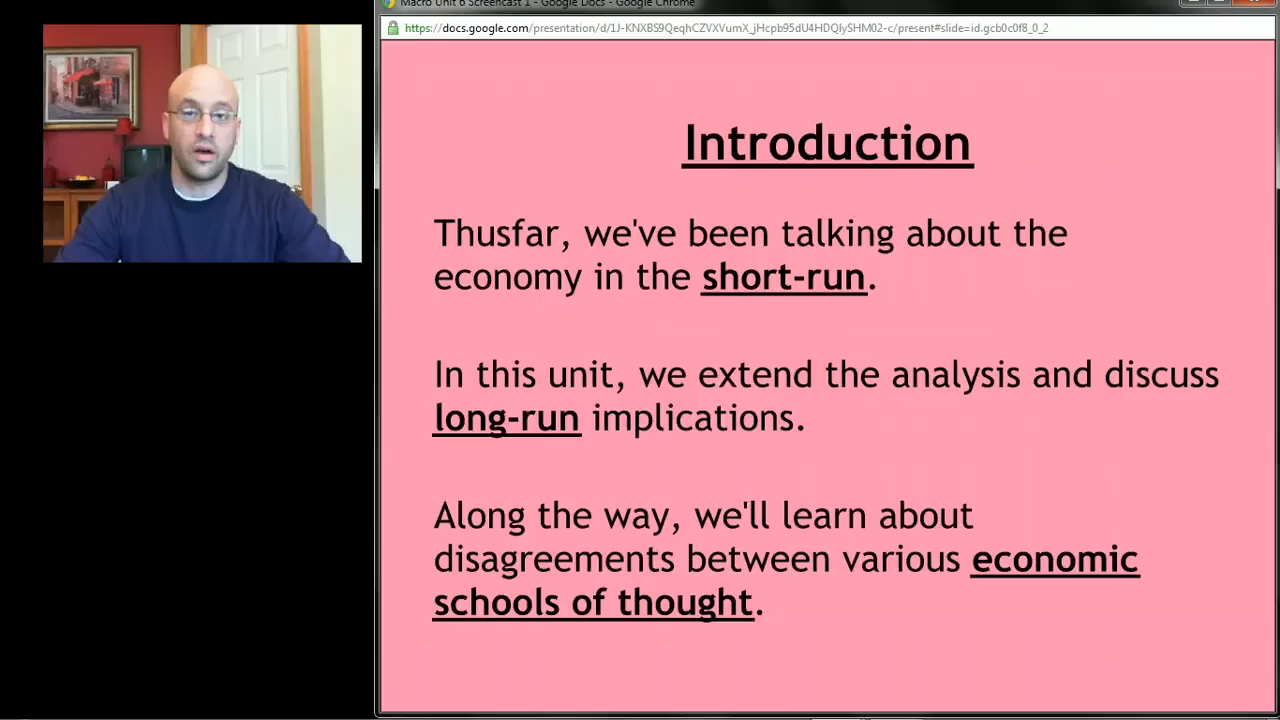 Macro Unit 6 Screencast 1 - Google Docs - Google Chrome
https://docs.google.com/presentation/d/1J-KNXBS9QeqhCZVXVumX_jHcpb95dU4HDQIySHM02-c/present#slide=id.gcb0c0f8_0_2
Introduction
Thusfar, we've been talking about the
economy in the short-run.
In this unit, we extend the analysis and discuss
long-run implications.
Along the way, we'll learn about
disagreements between various economic
schools of thought.